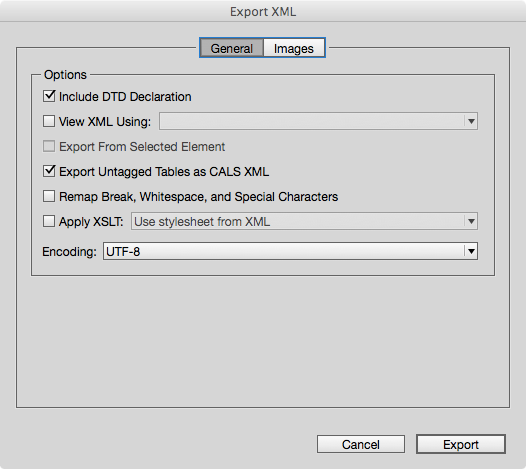 Export XML
General Images
Options
Include DTD Declaration
View XML Using:
Export From Selected Element
Export Untagged Tables as CALS XML
Remap Break, Whitespace, and Special Characters
Apply XSLT: Use stylesheet from XML
Encoding: UTF-8
Cancel Export